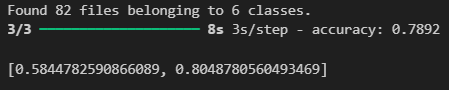 Found 82 files belonging to 6 classes.
3/3 ━━━━━━━━━━━━━━━━━━━━ 8s 3s/step - accuracy: 0.7892
[0.5844782590866089, 0.8048780560493469]